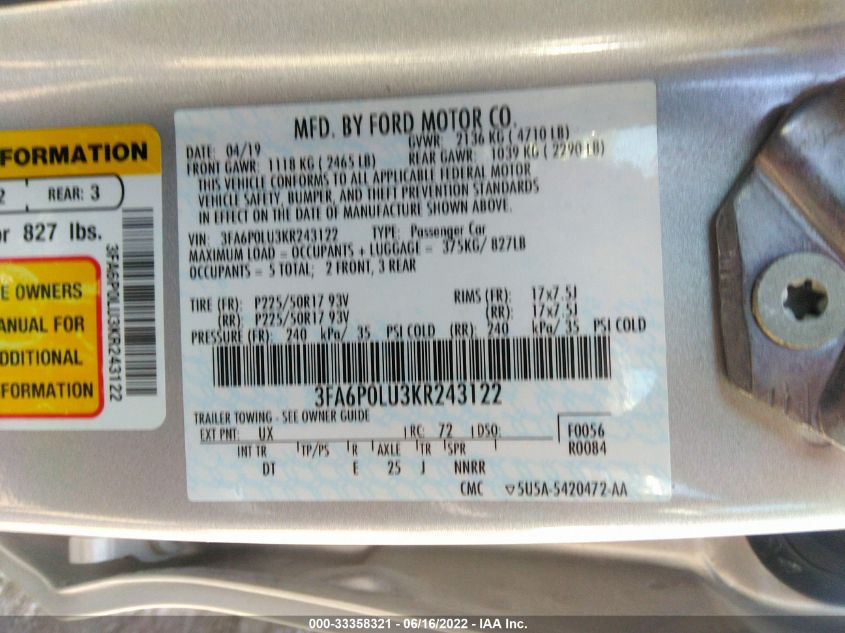 FORMATION
2 REAR: 3
or 827 lbs.
E OWNERS
MANUAL FOR
ADDITIONAL
FORMATION
3FA6P0LU3KR243122
MFD. BY FORD MOTOR CO.
DATE: 04/19 GVWR: 2136 KG ( 4710 LB)
FRONT GAWR: 1118 KG ( 2465 LB) REAR GAWR: 1039 KG ( 2290 LB)
THIS VEHICLE CONFORMS TO ALL APPLICABLE FEDERAL MOTOR
VEHICLE SAFETY, BUMPER, AND THEFT PREVENTION STANDARDS
IN EFFECT ON THE DATE OF MANUFACTURE SHOWN ABOVE.
VIN: 3FA6P0LU3KR243122 TYPE: Passenger Car
MAXIMUM LOAD = OCCUPANTS + LUGGAGE = 375KG/ 827LB
OCCUPANTS = 5 TOTAL; 2 FRONT, 3 REAR
TIRE (FR): P225/50R17 93V RIMS (FR): 17x7.5J
(RR): P225/50R17 93V (RR): 17x7.5J
PRESSURE (FR): 240 kPa/ 35 PSI COLD (RR): 240 kPa/ 35 PSI COLD
3FA6P0LU3KR243122
TRAILER TOWING - SEE OWNER GUIDE
EXT PNT: UX RC: 72 DSO: F0056
INT TR TP/PS R AXLE TR SPR R0084
DT E 25 J NNRR
CMC 5U5A-5420472-AA
000-33358321 - 06/16/2022 - IAA Inc.